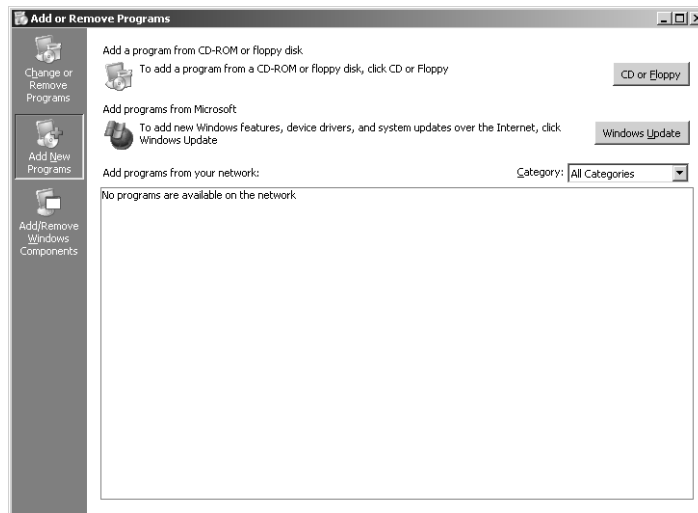 Add or Remove Programs
Change or
Remove
Programs
Add New
Programs
Add/Remove
Windows
Components
Add a program from CD-ROM or floppy disk
To add a program from a CD-ROM or floppy disk, click CD or Floppy
CD or Floppy
Add programs from Microsoft
To add new Windows features, device drivers, and system updates over the Internet, click
Windows Update
Windows Update
Add programs from your network:
Category:
All Categories
No programs are available on the network